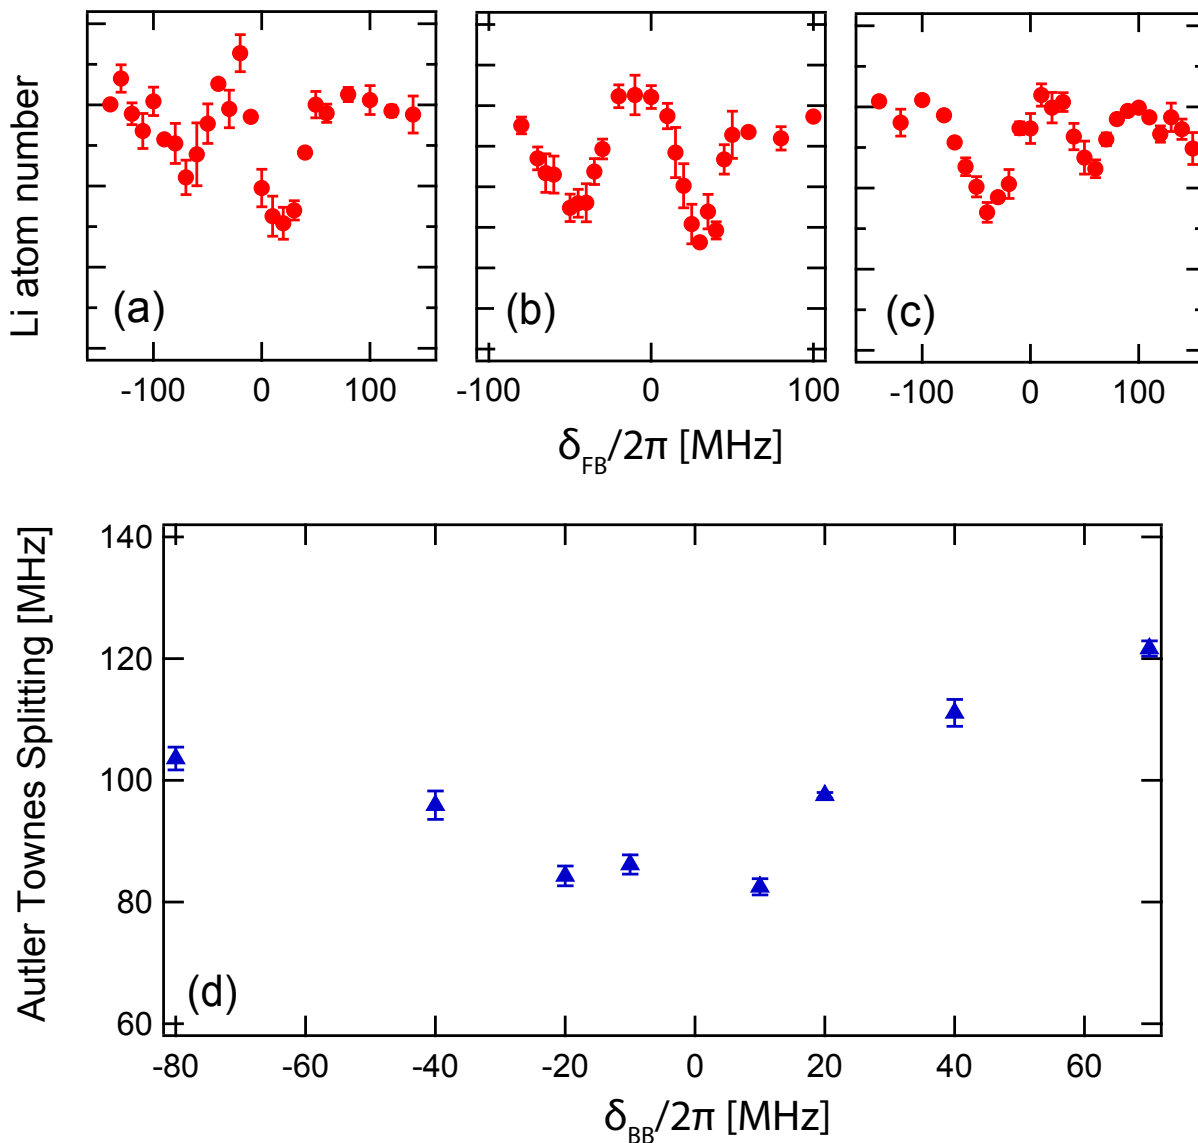 Li atom number
(a)
(b)
(c)
-100 0 100
-100 0 100
-100 0 100
δFB/2π [MHz]
Autler Townes Splitting [MHz]
140
120
100
80
60
(d)
-80 -60 -40 -20 0 20 40 60
δBB/2π [MHz]